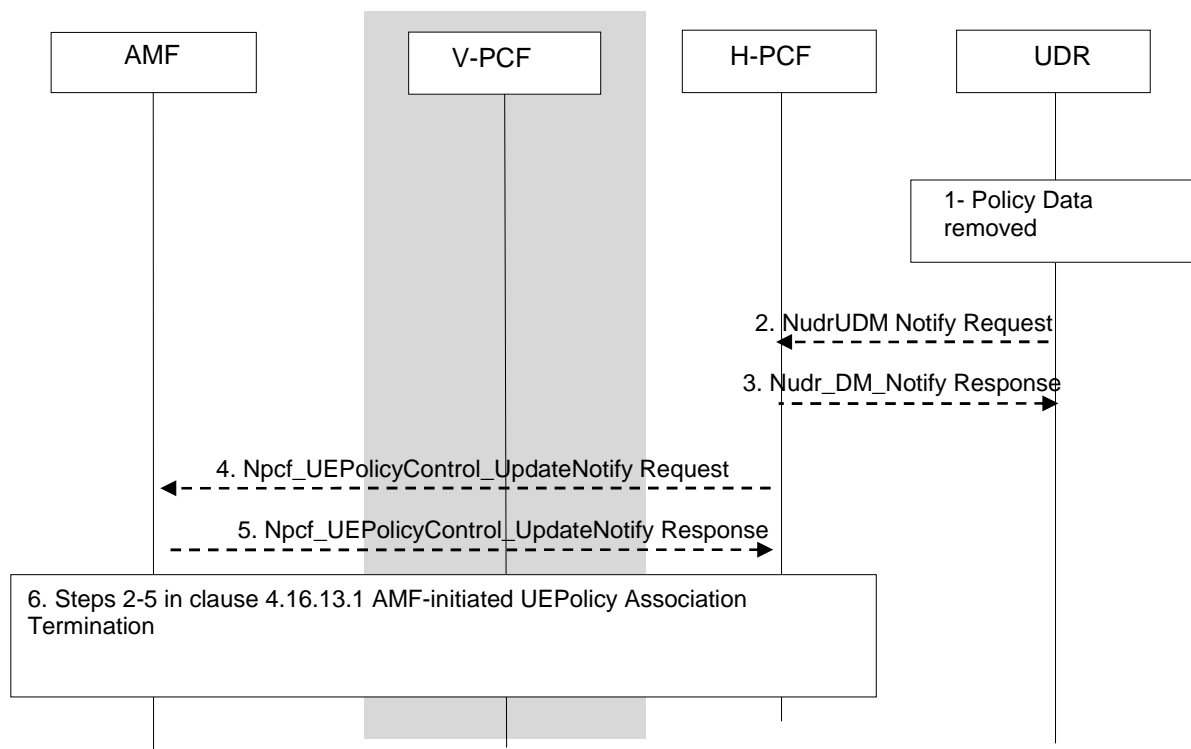 AMF
V-PCF
H-PCF
UDR
1- Policy Data
removed
2. NudrUDM Notify Request
3. Nudr_DM_Notify Response
4. Npcf_UEPolicyControl_UpdateNotify Request
5. Npcf_UEPolicyControl_UpdateNotify Response
6. Steps 2-5 in clause 4.16.13.1 AMF-initiated UEPolicy Association
Termination